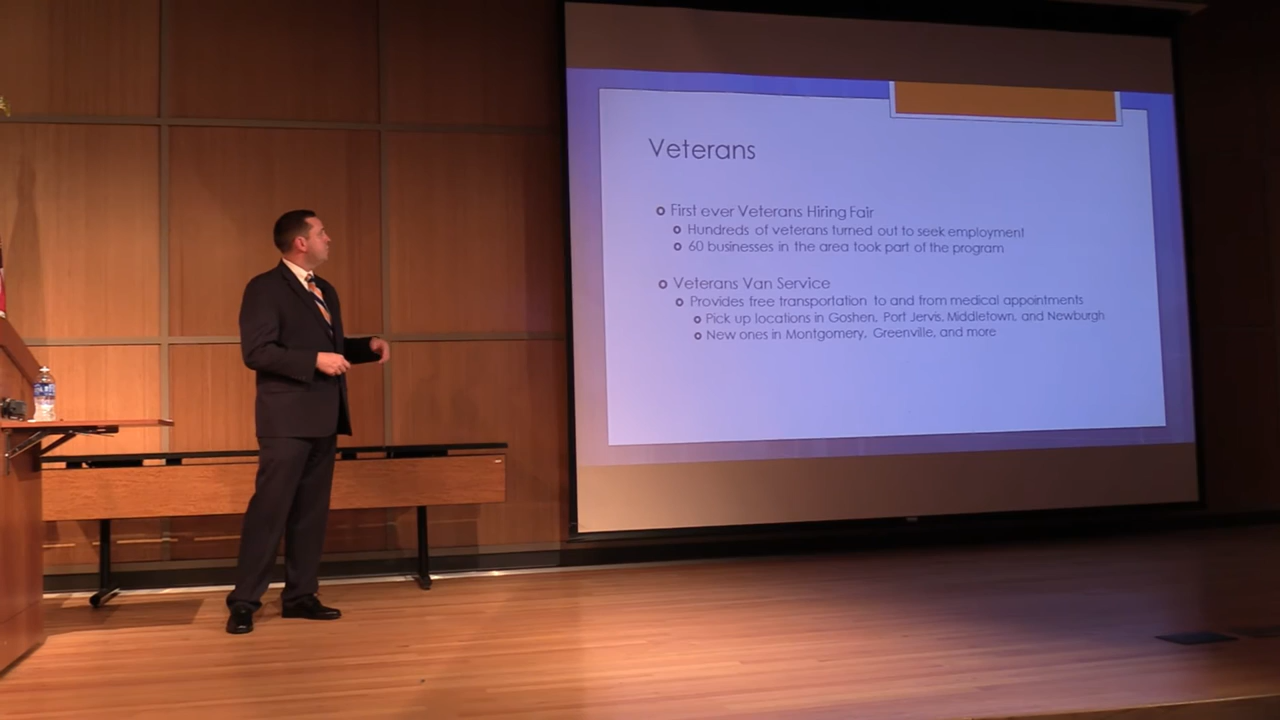 Veterans
First ever Veterans Hiring Fair
Hundreds of veterans turned out to seek employment
60 businesses in the area took part of the program
Veterans Van Service
Provides free transportation to and from medical appointments
Pick up locations in Goshen, Port Jervis, Middletown, and Newburgh
New ones in Montgomery, Greenville, and more